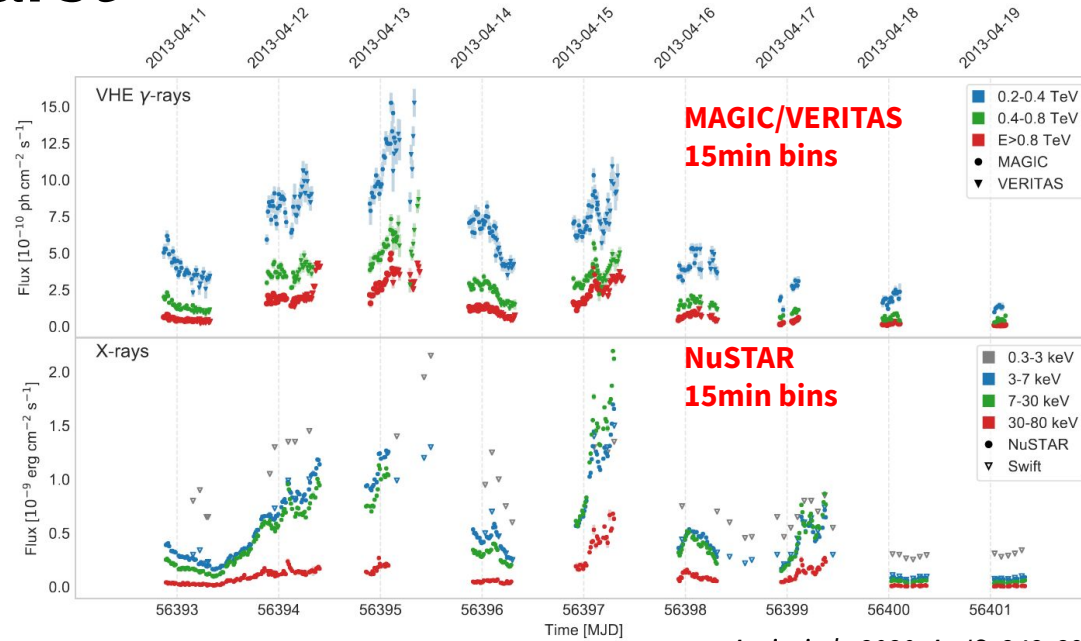 2013-04-11
2013-04-12
2013-04-13
2013-04-14
2013-04-15
2013-04-16
2013-04-17
2013-04-18
2013-04-19
VHE γ-rays
MAGIC/VERITAS
15min bins
0.2-0.4 TeV
0.4-0.8 TeV
E>0.8 TeV
MAGIC
VERITAS
Flux [10⁻¹⁰ ph cm⁻² s⁻¹]
15.0
12.5
10.0
7.5
5.0
2.5
0.0
X-rays
NuSTAR
15min bins
0.3-3 keV
3-7 keV
7-30 keV
30-80 keV
NuSTAR
Swift
Flux [10⁻⁹ erg cm⁻² s⁻¹]
2.0
1.5
1.0
0.5
0.0
56393
56394
56395
56396
56397
56398
56399
56400
56401
Time [MJD]